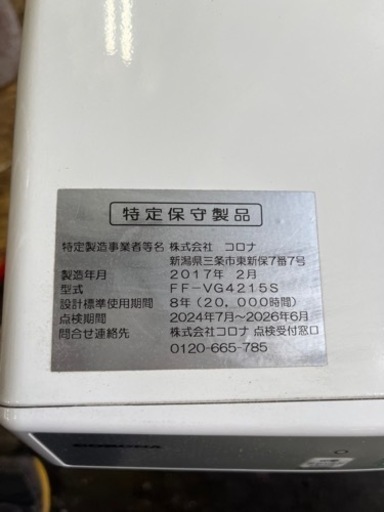 特定保守製品
特定製造事業者等名 株式会社 コロナ
新潟県三条市東新保7番7号
製造年月 2017年 2月
型式 FF-VG4215S
設計標準使用期間 8年(20,000時間)
点検期間 2024年7月～2026年6月
問合せ連絡先 株式会社コロナ 点検受付窓口
0120-665-785
CORONA